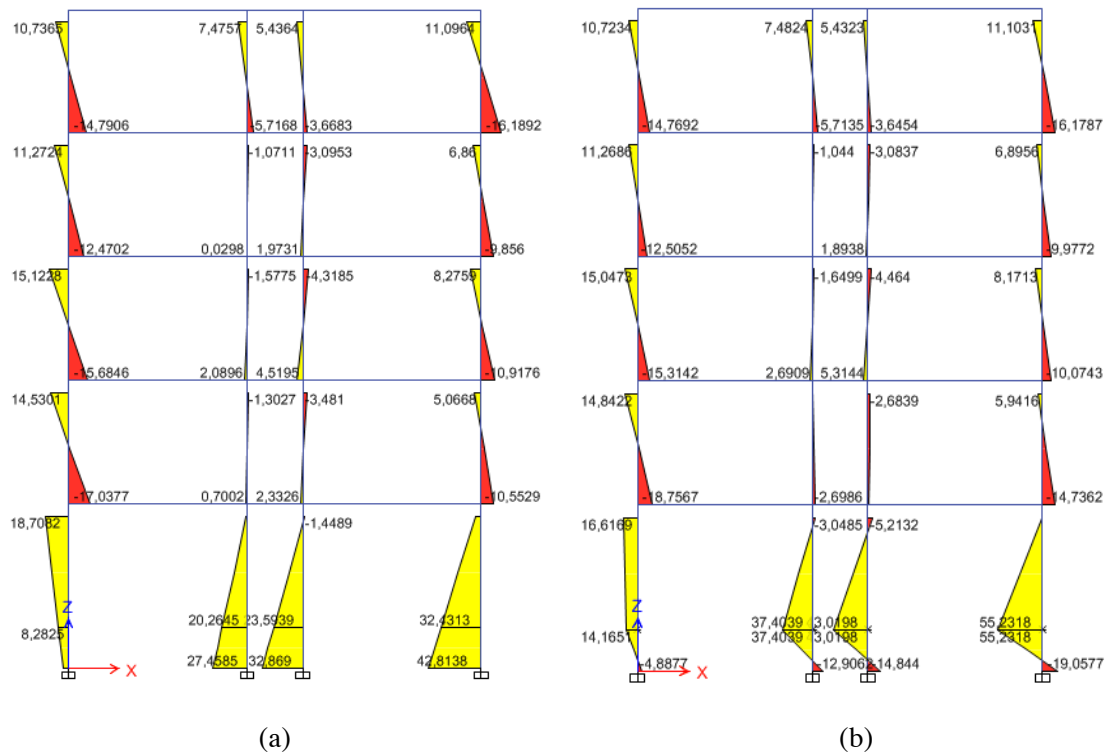 10,7365 7,4757 5,4364 11,0964
-14,7906 -5,7168 -3,6683 -16,1892
11,2724 -1,0711 -3,0953 6,86
-12,4702 0,0298 1,9731 -9,856
15,1228 -1,5775 -4,3185 8,2759
-15,6846 2,0896 4,5195 -10,9176
14,5301 -1,3027 -3,481 5,0668
-17,0377 0,7002 2,3326 -10,5529
18,7082 -1,4489
Z
20,2645 23,5939 32,4313
8,2825
27,4585 32,869 42,8138
X
(a)
10,7234 7,4824 5,4323 11,1031
-14,7692 -5,7135 -3,6454 -16,1787
11,2686 -1,044 -3,0837 6,8956
-12,5052 1,8938 -9,9772
15,0473 -1,6499 -4,464 8,1713
-15,3142 2,6909 5,3144 -10,0743
14,8422 -2,6839 5,9416
-18,7567 -2,6986 -14,7362
16,6169 -3,0485 -5,2132
Z
37,4039 3,0198 55,2318
14,1651 37,4039 3,0198 55,2318
-4,8877 -12,9062 -14,844 -19,0577
X
(b)